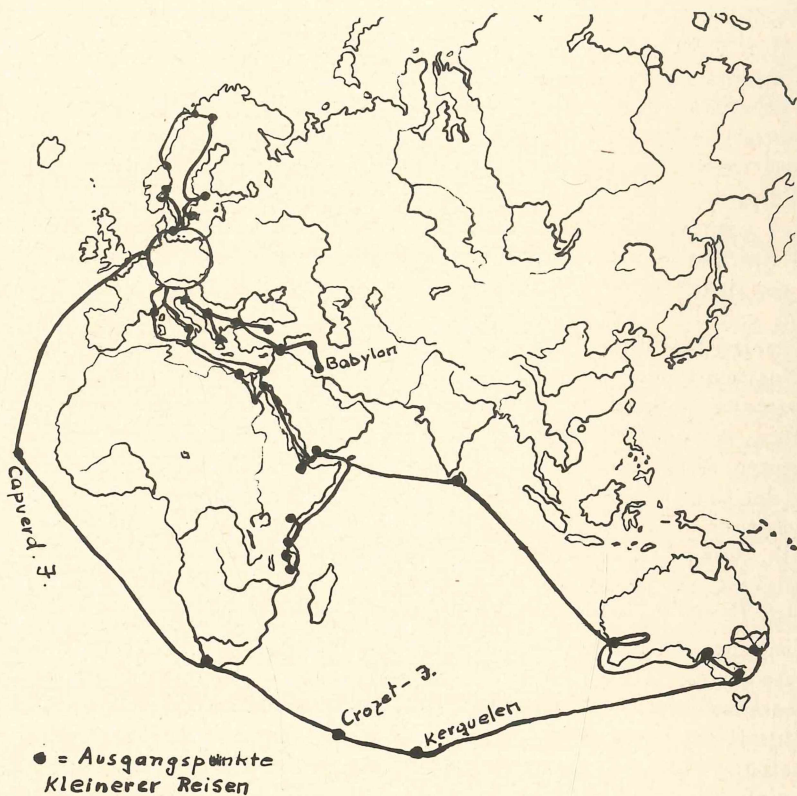 Babylon
Capverd. J.
Crozet-J.
Kerguelen
● = Ausgangspunkte
Kleinerer Reisen